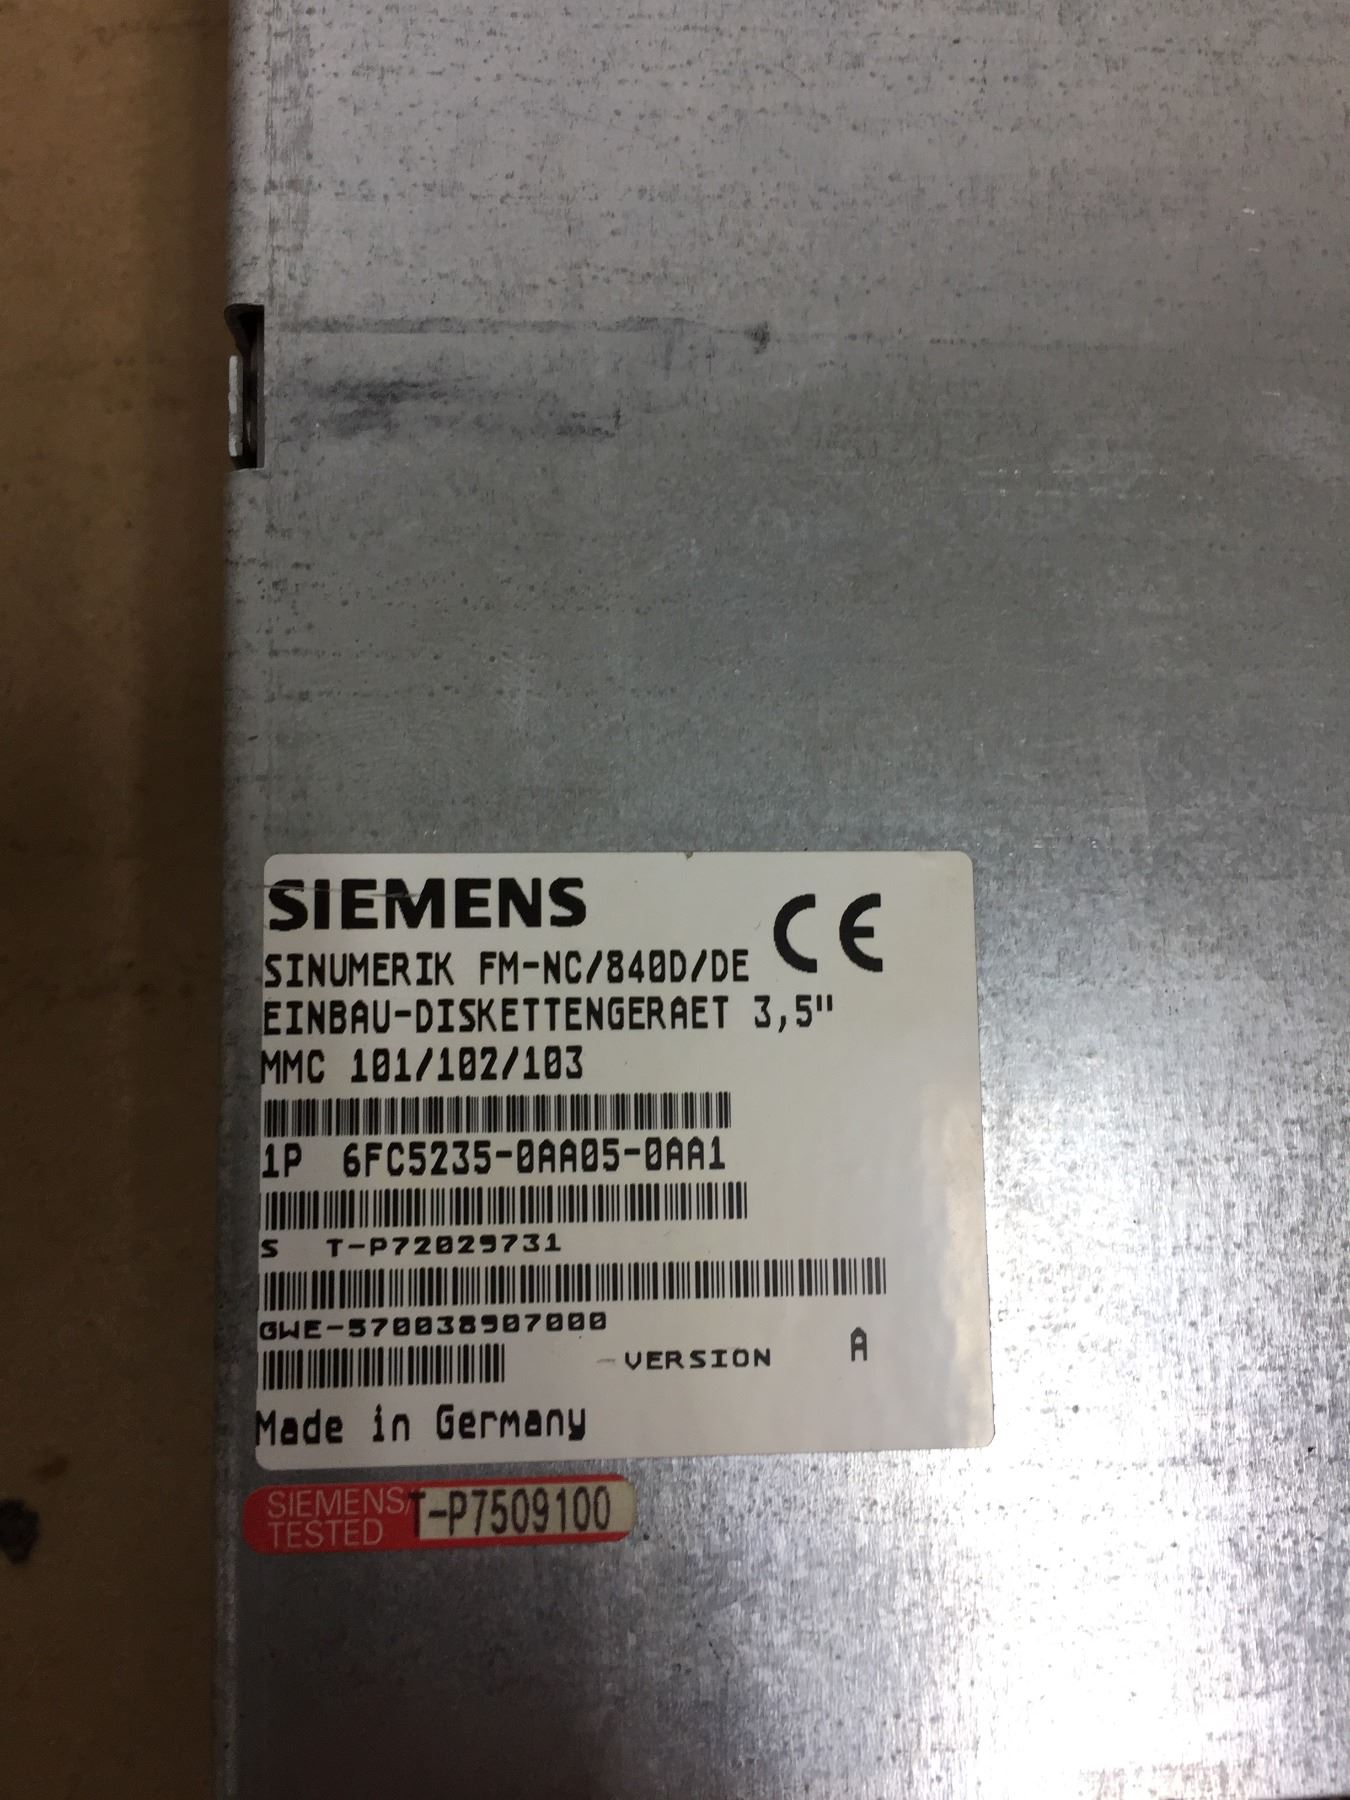 SIEMENS
CE
SINUMERIK FM-NC/840D/DE
EINBAU-DISKETTENGERAET 3,5"
MMC 101/102/103
1P 6FC5235-0AA05-0AA1
S T-P72029731
GWE-570038907000
VERSION A
Made in Germany
SIEMENS/
TESTED
T-P7509100